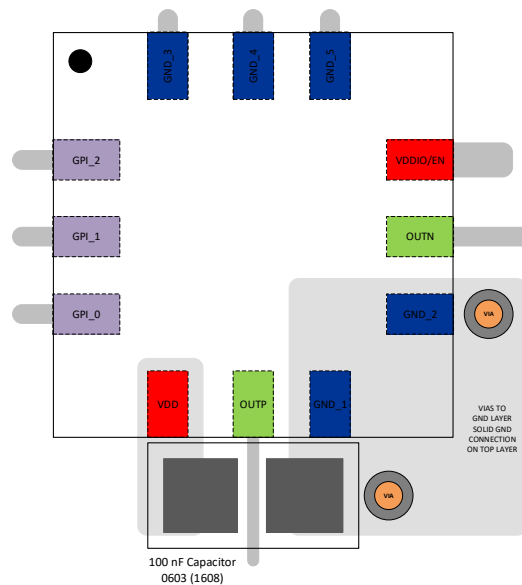 GND_3
GND_4
GND_5
GPI_2
VDDIO/EN
GPI_1
OUTN
GPI_0
GND_2
VIA
VDD
OUTP
GND_1
VIAS TO
GND LAYER
SOLID GND
CONNECTION
ON TOP LAYER
VIA
100 nF Capacitor
0603 (1608)